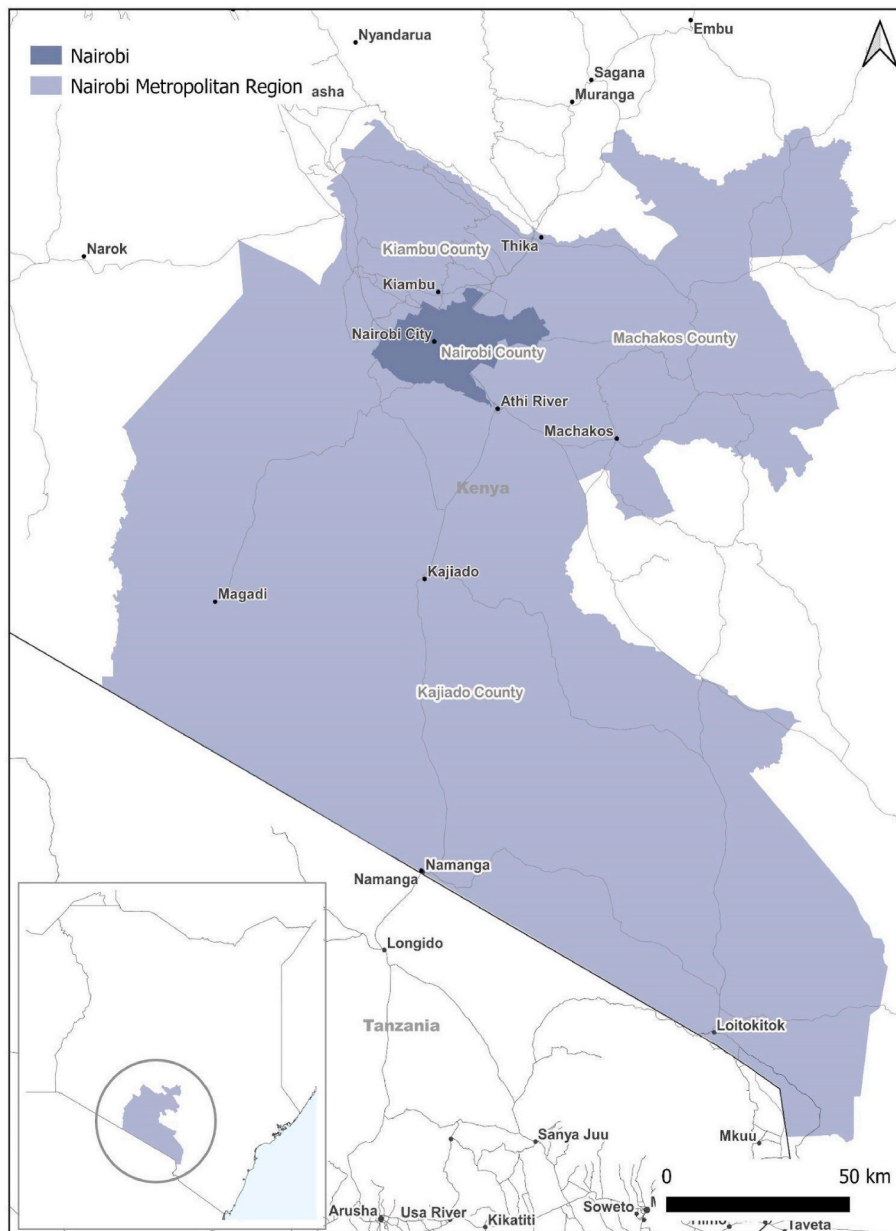 Nairobi
Nairobi Metropolitan Region
asha
Nyandarua
Embu
Sagana
Muranga
Narok
Kiambu County
Thika
Kiambu
Nairobi City
Nairobi County
Machakos County
Athi River
Machakos
Kenya
Kajiado
Magadi
Kajiado County
Namanga
Namanga
Longido
Tanzania
Loitokitok
Sanya Juu
Mkuu
0 50 km
Arusha
Usa River
Kikatiti
Soweto
Taveta